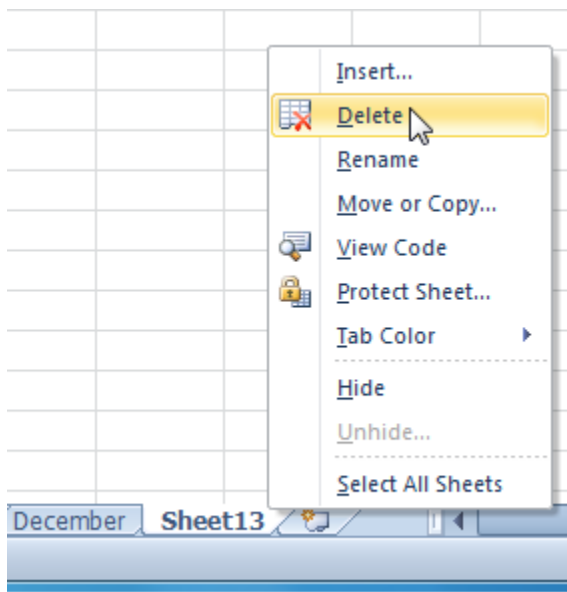 Insert...
Delete
Rename
Move or Copy...
View Code
Protect Sheet...
Tab Color
Hide
Unhide...
Select All Sheets
December Sheet13